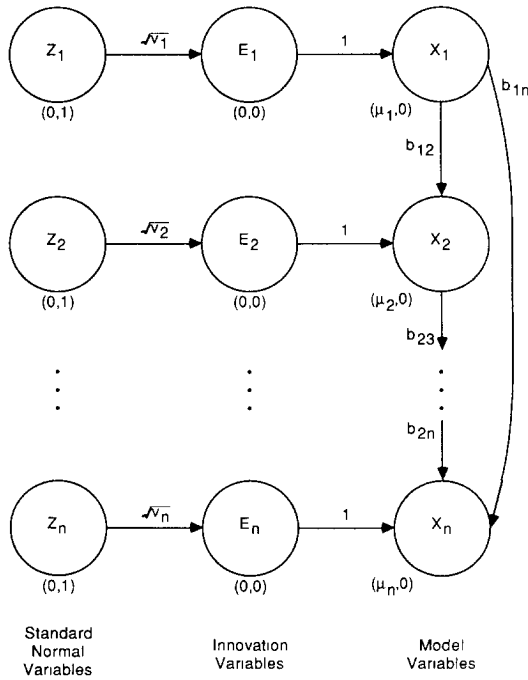 Z₁ √v₁ E₁ 1 X₁
b₁ₙ
(0,1) (0,0) (μ₁,0)
b₁₂
Z₂ √v₂ E₂ 1 X₂
(0,1) (0,0) (μ₂,0)
b₂₃
b₂ₙ
Zₙ √vₙ Eₙ 1 Xₙ
(0,1) (0,0) (μₙ,0)
Standard
Normal
Variables
Innovation
Variables
Model
Variables